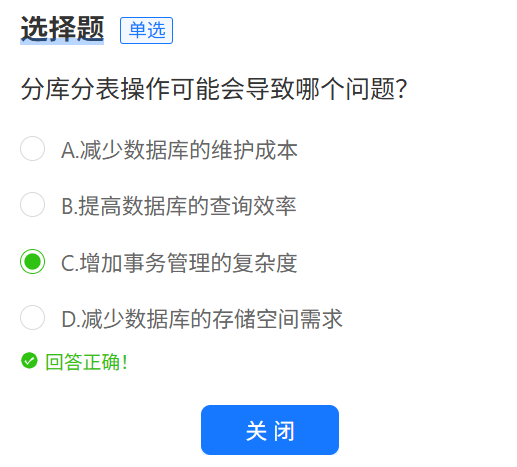 选择题 单选
分库分表操作可能会导致哪个问题？
A.减少数据库的维护成本
B.提高数据库的查询效率
C.增加事务管理的复杂度
D.减少数据库的存储空间需求
回答正确！
关 闭